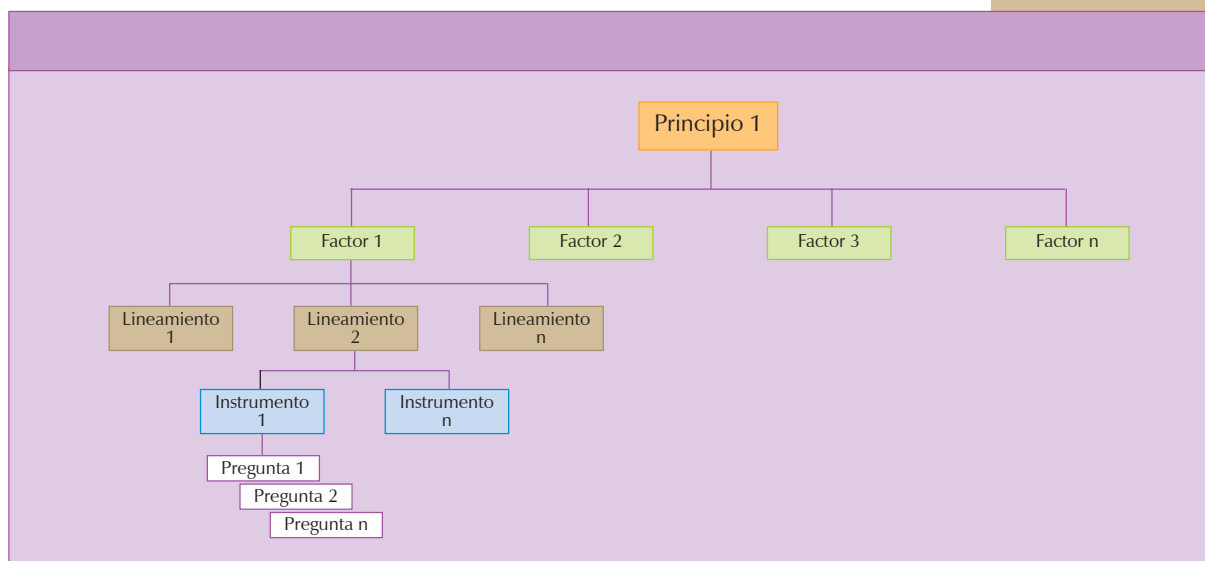 Principio 1
Factor 1
Factor 2
Factor 3
Factor n
Lineamiento
1
Lineamiento
2
Lineamiento
n
Instrumento
1
Instrumento
n
Pregunta 1
Pregunta 2
Pregunta n